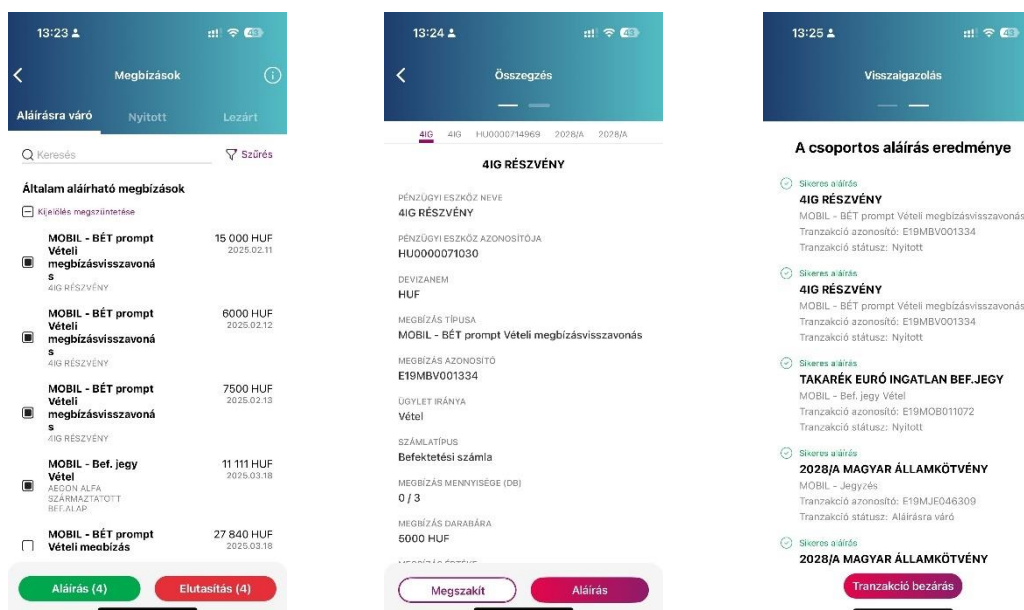 13:23
43
Megbízások
Aláírásra váró
Nyitott
Lezárt
Keresés
Szűrés
Általam aláírható megbízások
Kijelölés megszüntetése
MOBIL - BÉT prompt
15 000 HUF
Vételi
2025.02.11
megbízásvisszavoná
s
4IG RÉSZVÉNY
MOBIL - BÉT prompt
6000 HUF
Vételi
2025.02.12
megbízásvisszavoná
s
4IG RÉSZVÉNY
MOBIL - BÉT prompt
7500 HUF
Vételi
2025.02.13
megbízásvisszavoná
s
4IG RÉSZVÉNY
MOBIL - Bef. jegy
11 111 HUF
Vétel
2025.03.18
AEGON ALFA
SZÁRMAZTATOTT
BEF.ALAP
MOBIL - BÉT prompt
27 840 HUF
Vételi megbízás
2025.03.18
Aláírás (4)
Elutasítás (4)
13:24
43
Összegzés
4IG 4IG HU0000714969 2028/A 2028/A
4IG RÉSZVÉNY
PÉNZÜGYI ESZKÖZ NEVE
4IG RÉSZVÉNY
PÉNZÜGYI ESZKÖZ AZONOSÍTÓJA
HU0000071030
DEVIZANEM
HUF
MEGBÍZÁS TÍPUSA
MOBIL - BÉT prompt Vételi megbízásvisszavonás
MEGBÍZÁS AZONOSÍTÓ
E19MBV001334
ÜGYLET IRÁNYA
Vétel
SZÁMLATÍPUS
Befektetési számla
MEGBÍZÁS MENNYISÉGE (DB)
0 / 3
MEGBÍZÁS DARABÁRA
5000 HUF
MEGBÍZÁS ÉRTÉKE
Megszakít
Aláírás
13:25
43
Visszaigazolás
A csoportos aláírás eredménye
Sikeres aláírás
4IG RÉSZVÉNY
MOBIL - BÉT prompt Vételi megbízásvisszavonás
Tranzakció azonosító: E19MBV001334
Tranzakció státusz: Nyitott
Sikeres aláírás
4IG RÉSZVÉNY
MOBIL - BÉT prompt Vételi megbízásvisszavonás
Tranzakció azonosító: E19MBV001334
Tranzakció státusz: Nyitott
Sikeres aláírás
TAKARÉK EURÓ INGATLAN BEF.JEGY
MOBIL - Bef. jegy Vétel
Tranzakció azonosító: E19MOB011072
Tranzakció státusz: Nyitott
Sikeres aláírás
2028/A MAGYAR ÁLLAMKÖTVÉNY
MOBIL - Jegyzés
Tranzakció azonosító: E19MJE046309
Tranzakció státusz: Aláírásra váró
Sikeres aláírás
2028/A MAGYAR ÁLLAMKÖTVÉNY
Tranzakció bezárás